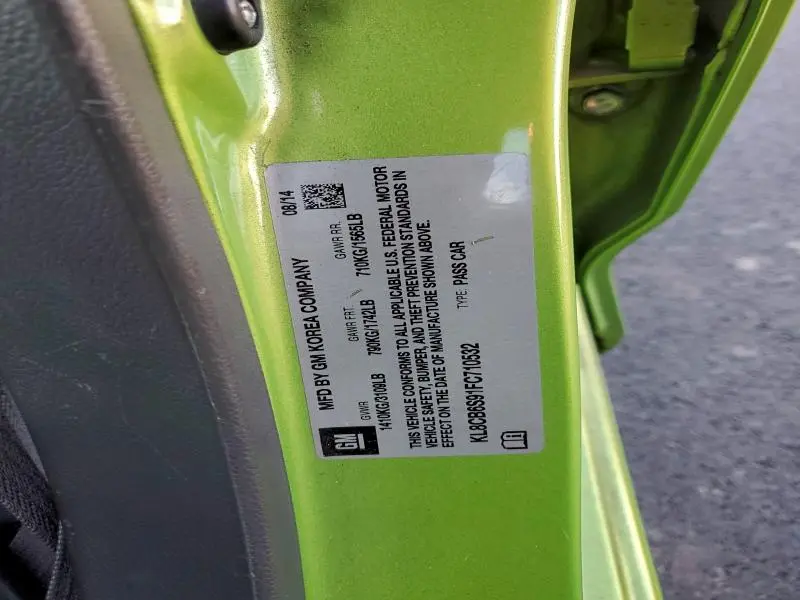 MFD BY GM KOREA COMPANY 08/14
GVWR GAWR FRT. GAWR RR.
1410KG/3109LB 790KG/1742LB 710KG/1565LB
THIS VEHICLE CONFORMS TO ALL APPLICABLE U.S. FEDERAL MOTOR
VEHICLE SAFETY, BUMPER, AND THEFT PREVENTION STANDARDS IN
EFFECT ON THE DATE OF MANUFACTURE SHOWN ABOVE.
KL8CB6S91FC710532 TYPE: PASS CAR
GM